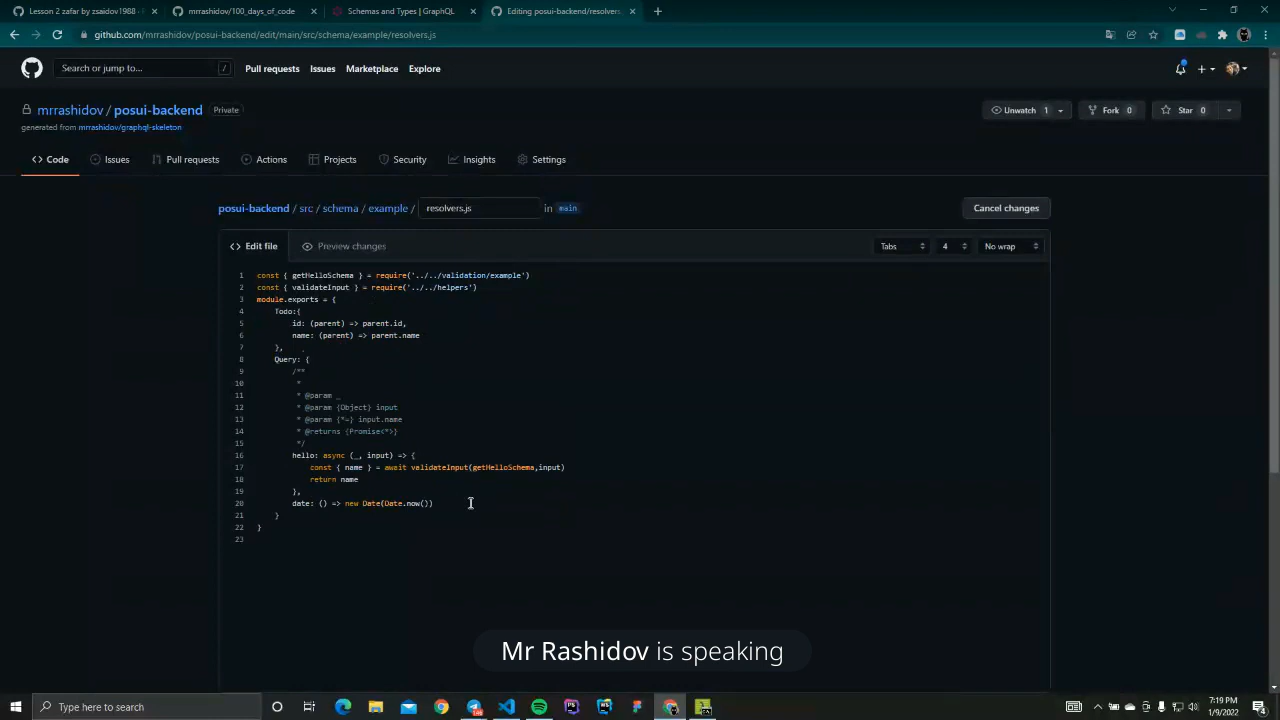 Lesson 2 zafar by zsaidov1988 ·
mrrashidov/100_days_of_code
Schemas and Types | GraphQL
Editing posui-backend/resolvers.
github.com/mrrashidov/posui-backend/edit/main/src/schema/example/resolvers.js
Search or jump to... /
Pull requests Issues Marketplace Explore
mrrashidov / posui-backend Private
Unwatch 1 Fork 0 Star 0
generated from mrrashidov/graphql-skeleton
Code Issues Pull requests Actions Projects Security Insights Settings
posui-backend / src / schema / example / resolvers.js in main Cancel changes
Edit file Preview changes Tabs 4 No wrap
1 const { getHelloSchema } = require('../../validation/example')
2 const { validateInput } = require('../../helpers')
3 module.exports = {
4 Todo:{
5 id: (parent) => parent.id,
6 name: (parent) => parent.name
7 },
8 Query: {
9 /**
10 *
11 * @param _
12 * @param {Object} input
13 * @param {*=} input.name
14 * @returns {Promise<*>}
15 */
16 hello: async (_, input) => {
17 const { name } = await validateInput(getHelloSchema,input)
18 return name
19 },
20 date: () => new Date(Date.now())
21 }
22 }
23
Mr Rashidov is speaking
Type here to search
7:19 PM
1/9/2022